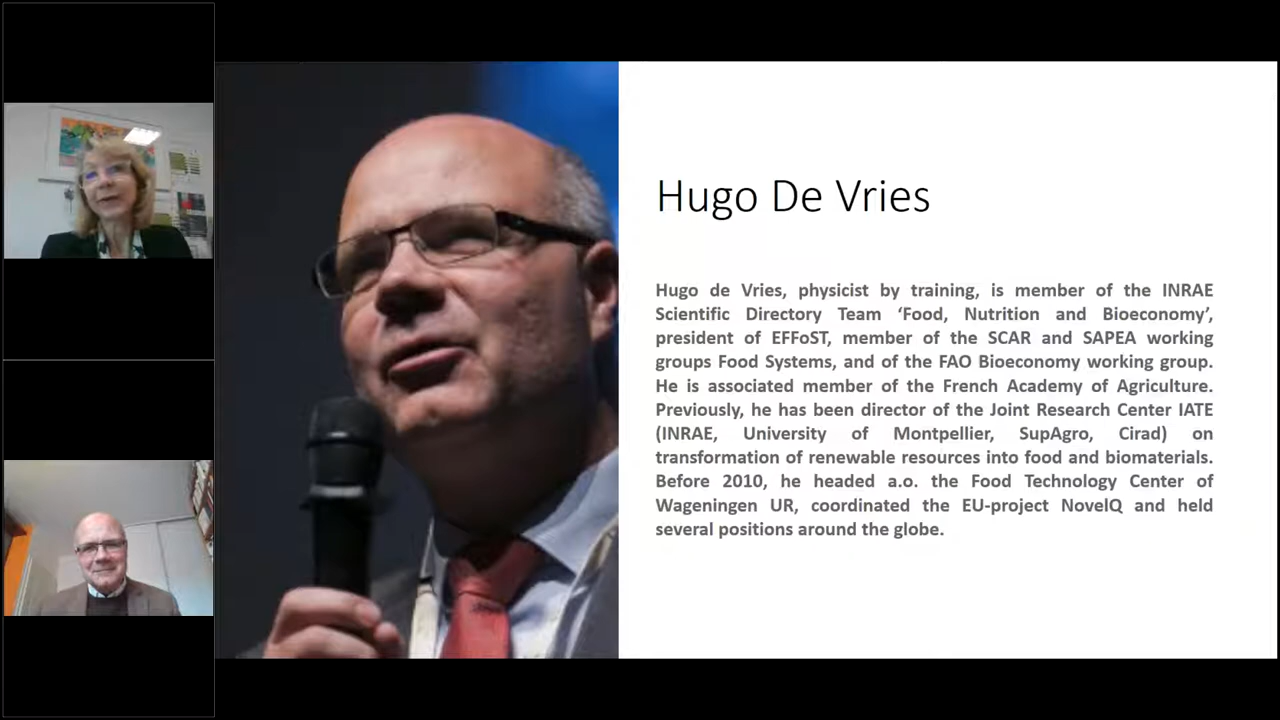 Hugo De Vries
Hugo de Vries, physicist by training, is member of the INRAE
Scientific Directory Team ‘Food, Nutrition and Bioeconomy’,
president of EFFoST, member of the SCAR and SAPEA working
groups Food Systems, and of the FAO Bioeconomy working group.
He is associated member of the French Academy of Agriculture.
Previously, he has been director of the Joint Research Center IATE
(INRAE, University of Montpellier, SupAgro, Cirad) on
transformation of renewable resources into food and biomaterials.
Before 2010, he headed a.o. the Food Technology Center of
Wageningen UR, coordinated the EU-project NovelQ and held
several positions around the globe.